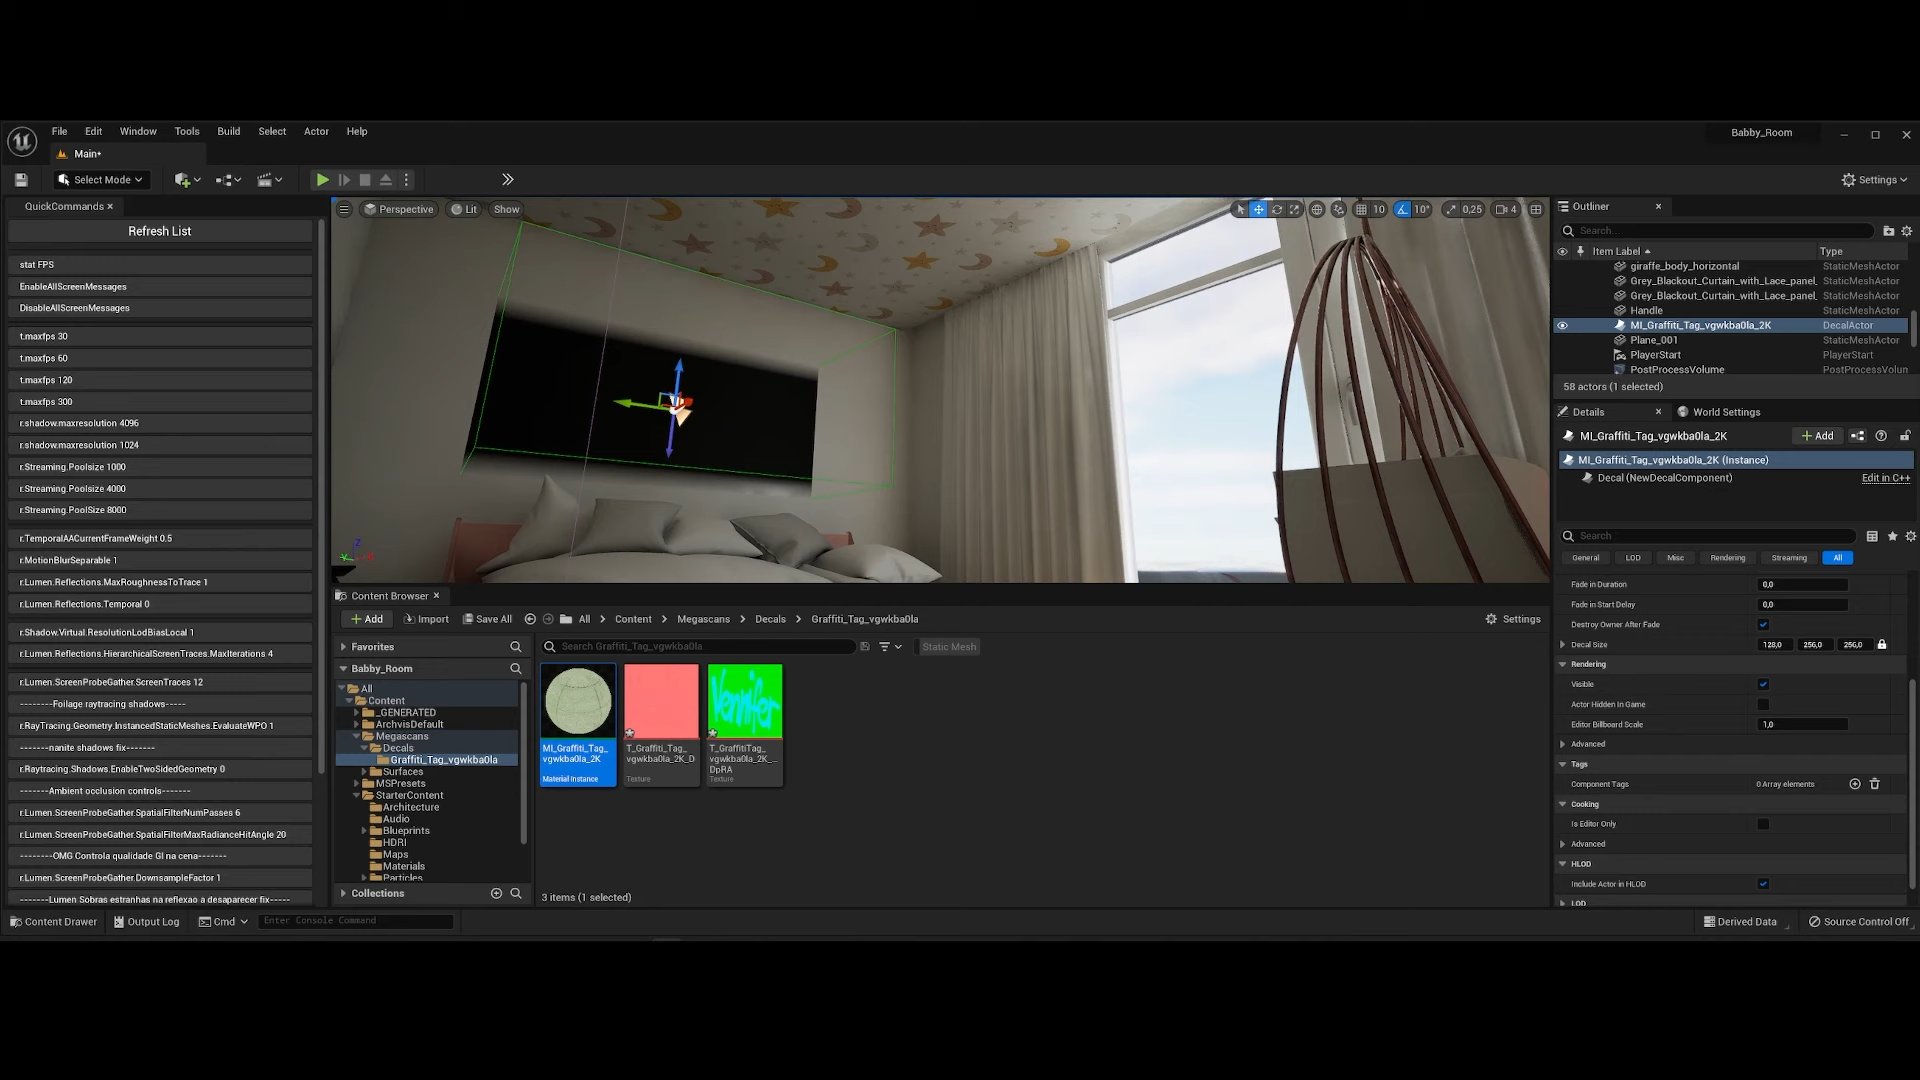 File Edit Window Tools Build Select Actor Help
Babby_Room
Main*
Select Mode
Settings
QuickCommands
Refresh List
stat FPS
EnableAllScreenMessages
DisableAllScreenMessages
t.maxfps 30
t.maxfps 60
t.maxfps 120
t.maxfps 300
r.shadow.maxresolution 4096
r.shadow.maxresolution 1024
r.Streaming.Poolsize 1000
r.Streaming.Poolsize 4000
r.Streaming.PoolSize 8000
r.TemporalAACurrentFrameWeight 0.5
r.MotionBlurSeparable 1
r.Lumen.Reflections.MaxRoughnessToTrace 1
r.Lumen.Reflections.Temporal 0
r.Shadow.Virtual.ResolutionLodBiasLocal 1
r.Lumen.Reflections.HierarchicalScreenTraces.MaxIterations 4
r.Lumen.ScreenProbeGather.ScreenTraces 12
--------Foilage raytracing shadows-----
r.RayTracing.Geometry.InstancedStaticMeshes.EvaluateWPO 1
-------nanite shadows fix-------
r.Raytracing.Shadows.EnableTwoSidedGeometry 0
--------Ambient occlusion controls-------
r.Lumen.ScreenProbeGather.SpatialFilterNumPasses 6
r.Lumen.ScreenProbeGather.SpatialFilterMaxRadianceHitAngle 20
--------OMG Controla qualidade GI na cena-------
r.Lumen.ScreenProbeGather.DownsampleFactor 1
-------Lumen Sobras estranhas na reflexao a desaparecer fix-----
Perspective Lit Show
10 10° 0,25 4
X Y Z
Content Browser
Add Import Save All All Content Megascans Decals Graffiti_Tag_vgwkba0la Settings
Favorites
Search Graffiti_Tag_vgwkba0la
Static Mesh
Babby_Room
All
Content
_GENERATED
ArchvisDefault
Megascans
Decals
Graffiti_Tag_vgwkba0la
Surfaces
MSPresets
StarterContent
Architecture
Audio
Blueprints
HDRI
Maps
Materials
Particles
Collections
Vennifer
MI_Graffiti_Tag_
vgwkba0la_2K
Material Instance
T_Graffiti_Tag_
vgwkba0la_2K_D
Texture
T_GraffitiTag_
vgwkba0la_2K_...
DpRA
Texture
3 items (1 selected)
Outliner
Search...
Item Label Type
giraffe_body_horizontal StaticMeshActor
Grey_Blackout_Curtain_with_Lace_panel_ StaticMeshActor
Grey_Blackout_Curtain_with_Lace_panel_ StaticMeshActor
Handle StaticMeshActor
MI_Graffiti_Tag_vgwkba0la_2K DecalActor
Plane_001 StaticMeshActor
PlayerStart PlayerStart
PostProcessVolume PostProcessVolun
58 actors (1 selected)
Details World Settings
MI_Graffiti_Tag_vgwkba0la_2K Add
MI_Graffiti_Tag_vgwkba0la_2K (Instance)
Decal (NewDecalComponent) Edit in C++
Search
General LOD Misc Rendering Streaming All
Fade in Duration 0,0
Fade in Start Delay 0,0
Destroy Owner After Fade
Decal Size 128,0 256,0 256,0
Rendering
Visible
Actor Hidden In Game
Editor Billboard Scale 1,0
Advanced
Tags
Component Tags 0 Array elements
Cooking
Is Editor Only
Advanced
HLOD
Include Actor in HLOD
LOD
Content Drawer Output Log Cmd Enter Console Command
Derived Data Source Control Off